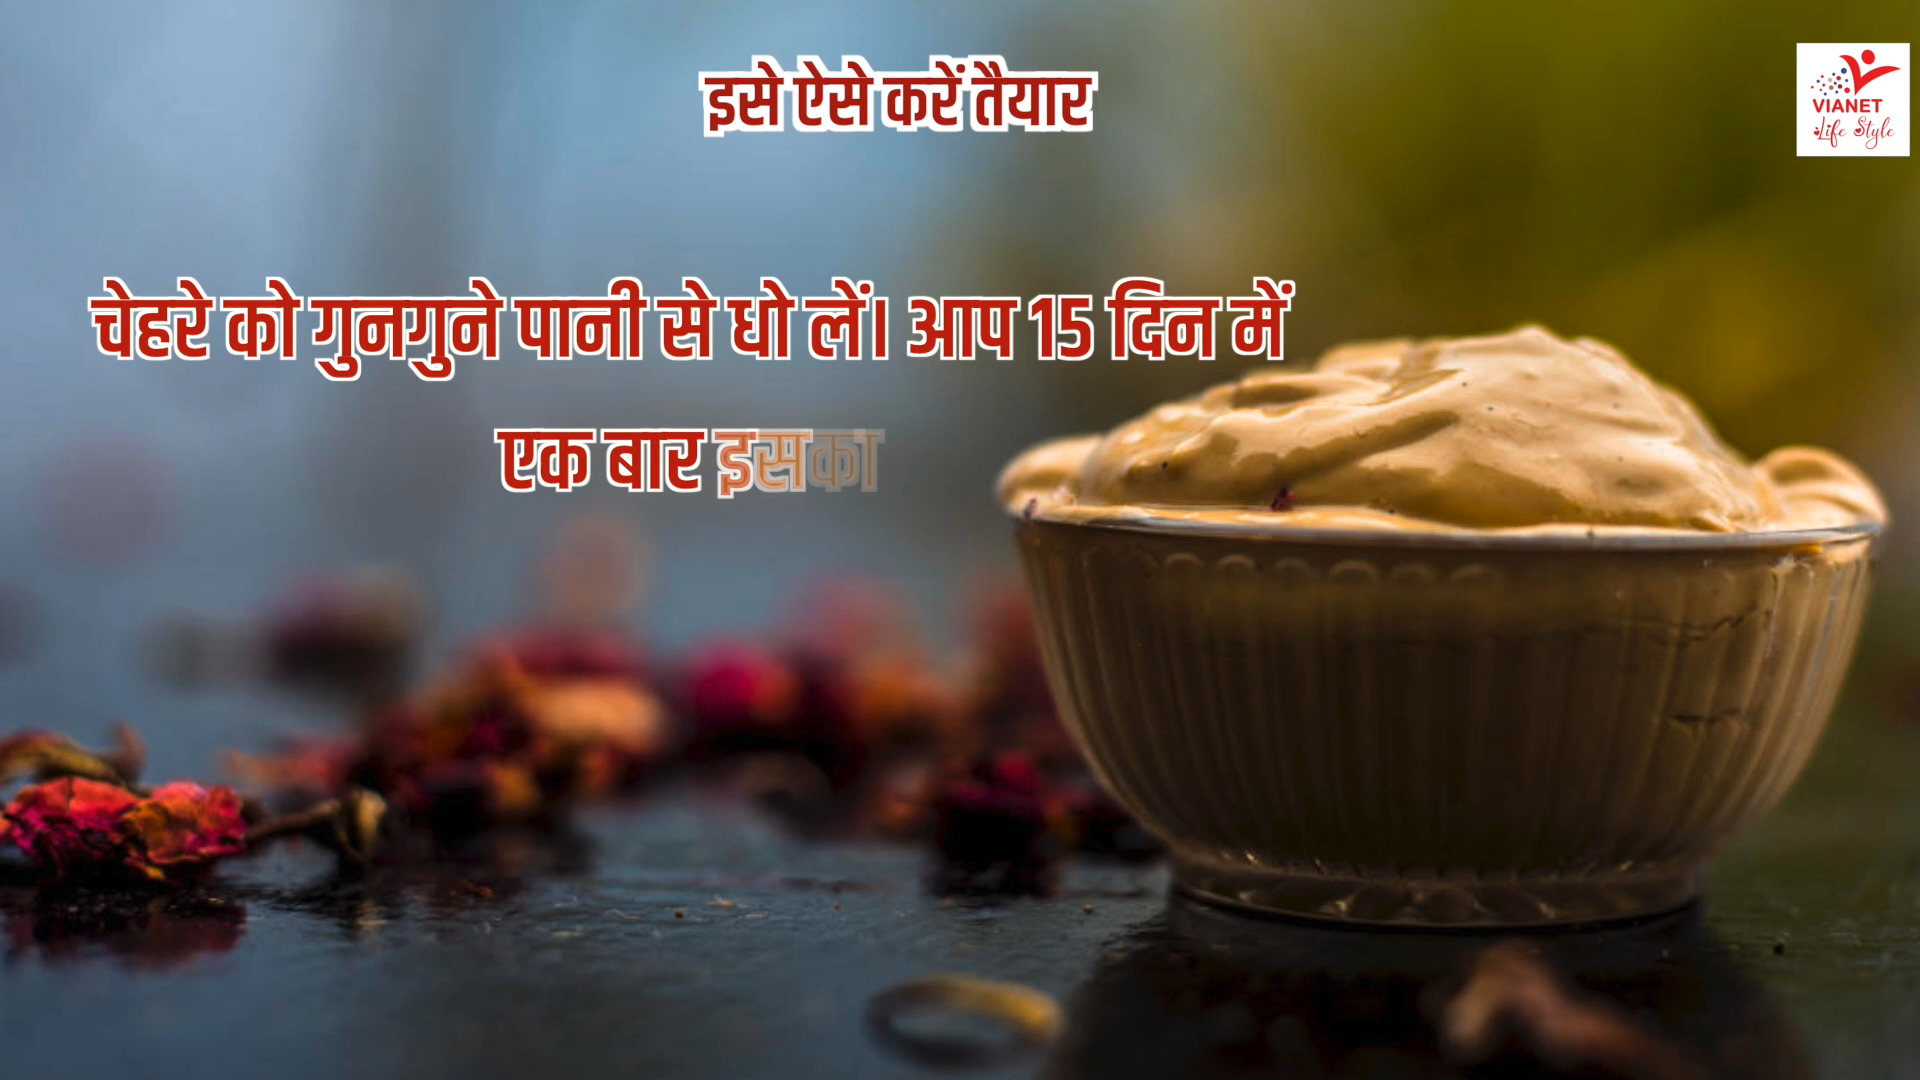 इसे ऐसे करें तैयार
VIANET
Life Style
चेहरे को गुनगुने पानी से धो लें। आप 15 दिन में
एक बार इसका